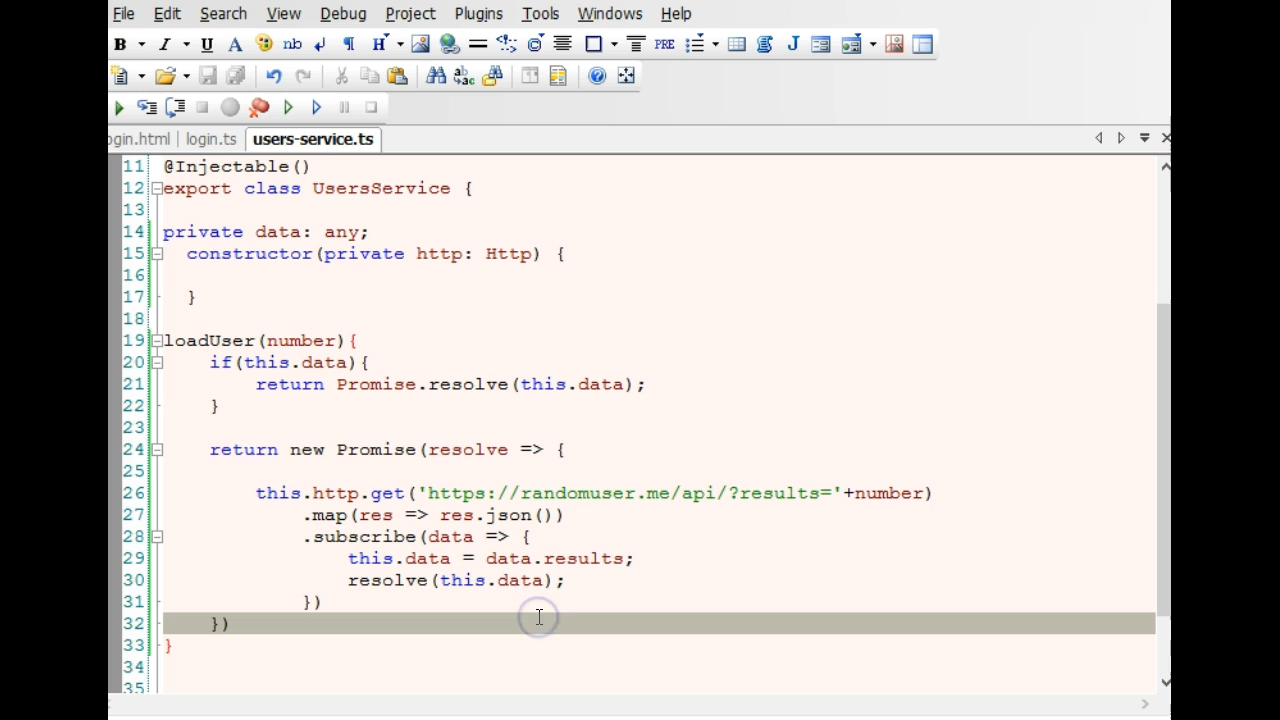 File Edit Search View Debug Project Plugins Tools Windows Help
B I U A nb ¶ H PRE J
ogin.html login.ts users-service.ts
11 @Injectable()
12 export class UsersService {
13
14 private data: any;
15 constructor(private http: Http) {
16
17 }
18
19 loadUser(number){
20 if(this.data){
21 return Promise.resolve(this.data);
22 }
23
24 return new Promise(resolve => {
25
26 this.http.get('https://randomuser.me/api/?results='+number)
27 .map(res => res.json())
28 .subscribe(data => {
29 this.data = data.results;
30 resolve(this.data);
31 })
32 })
33 }
34
35